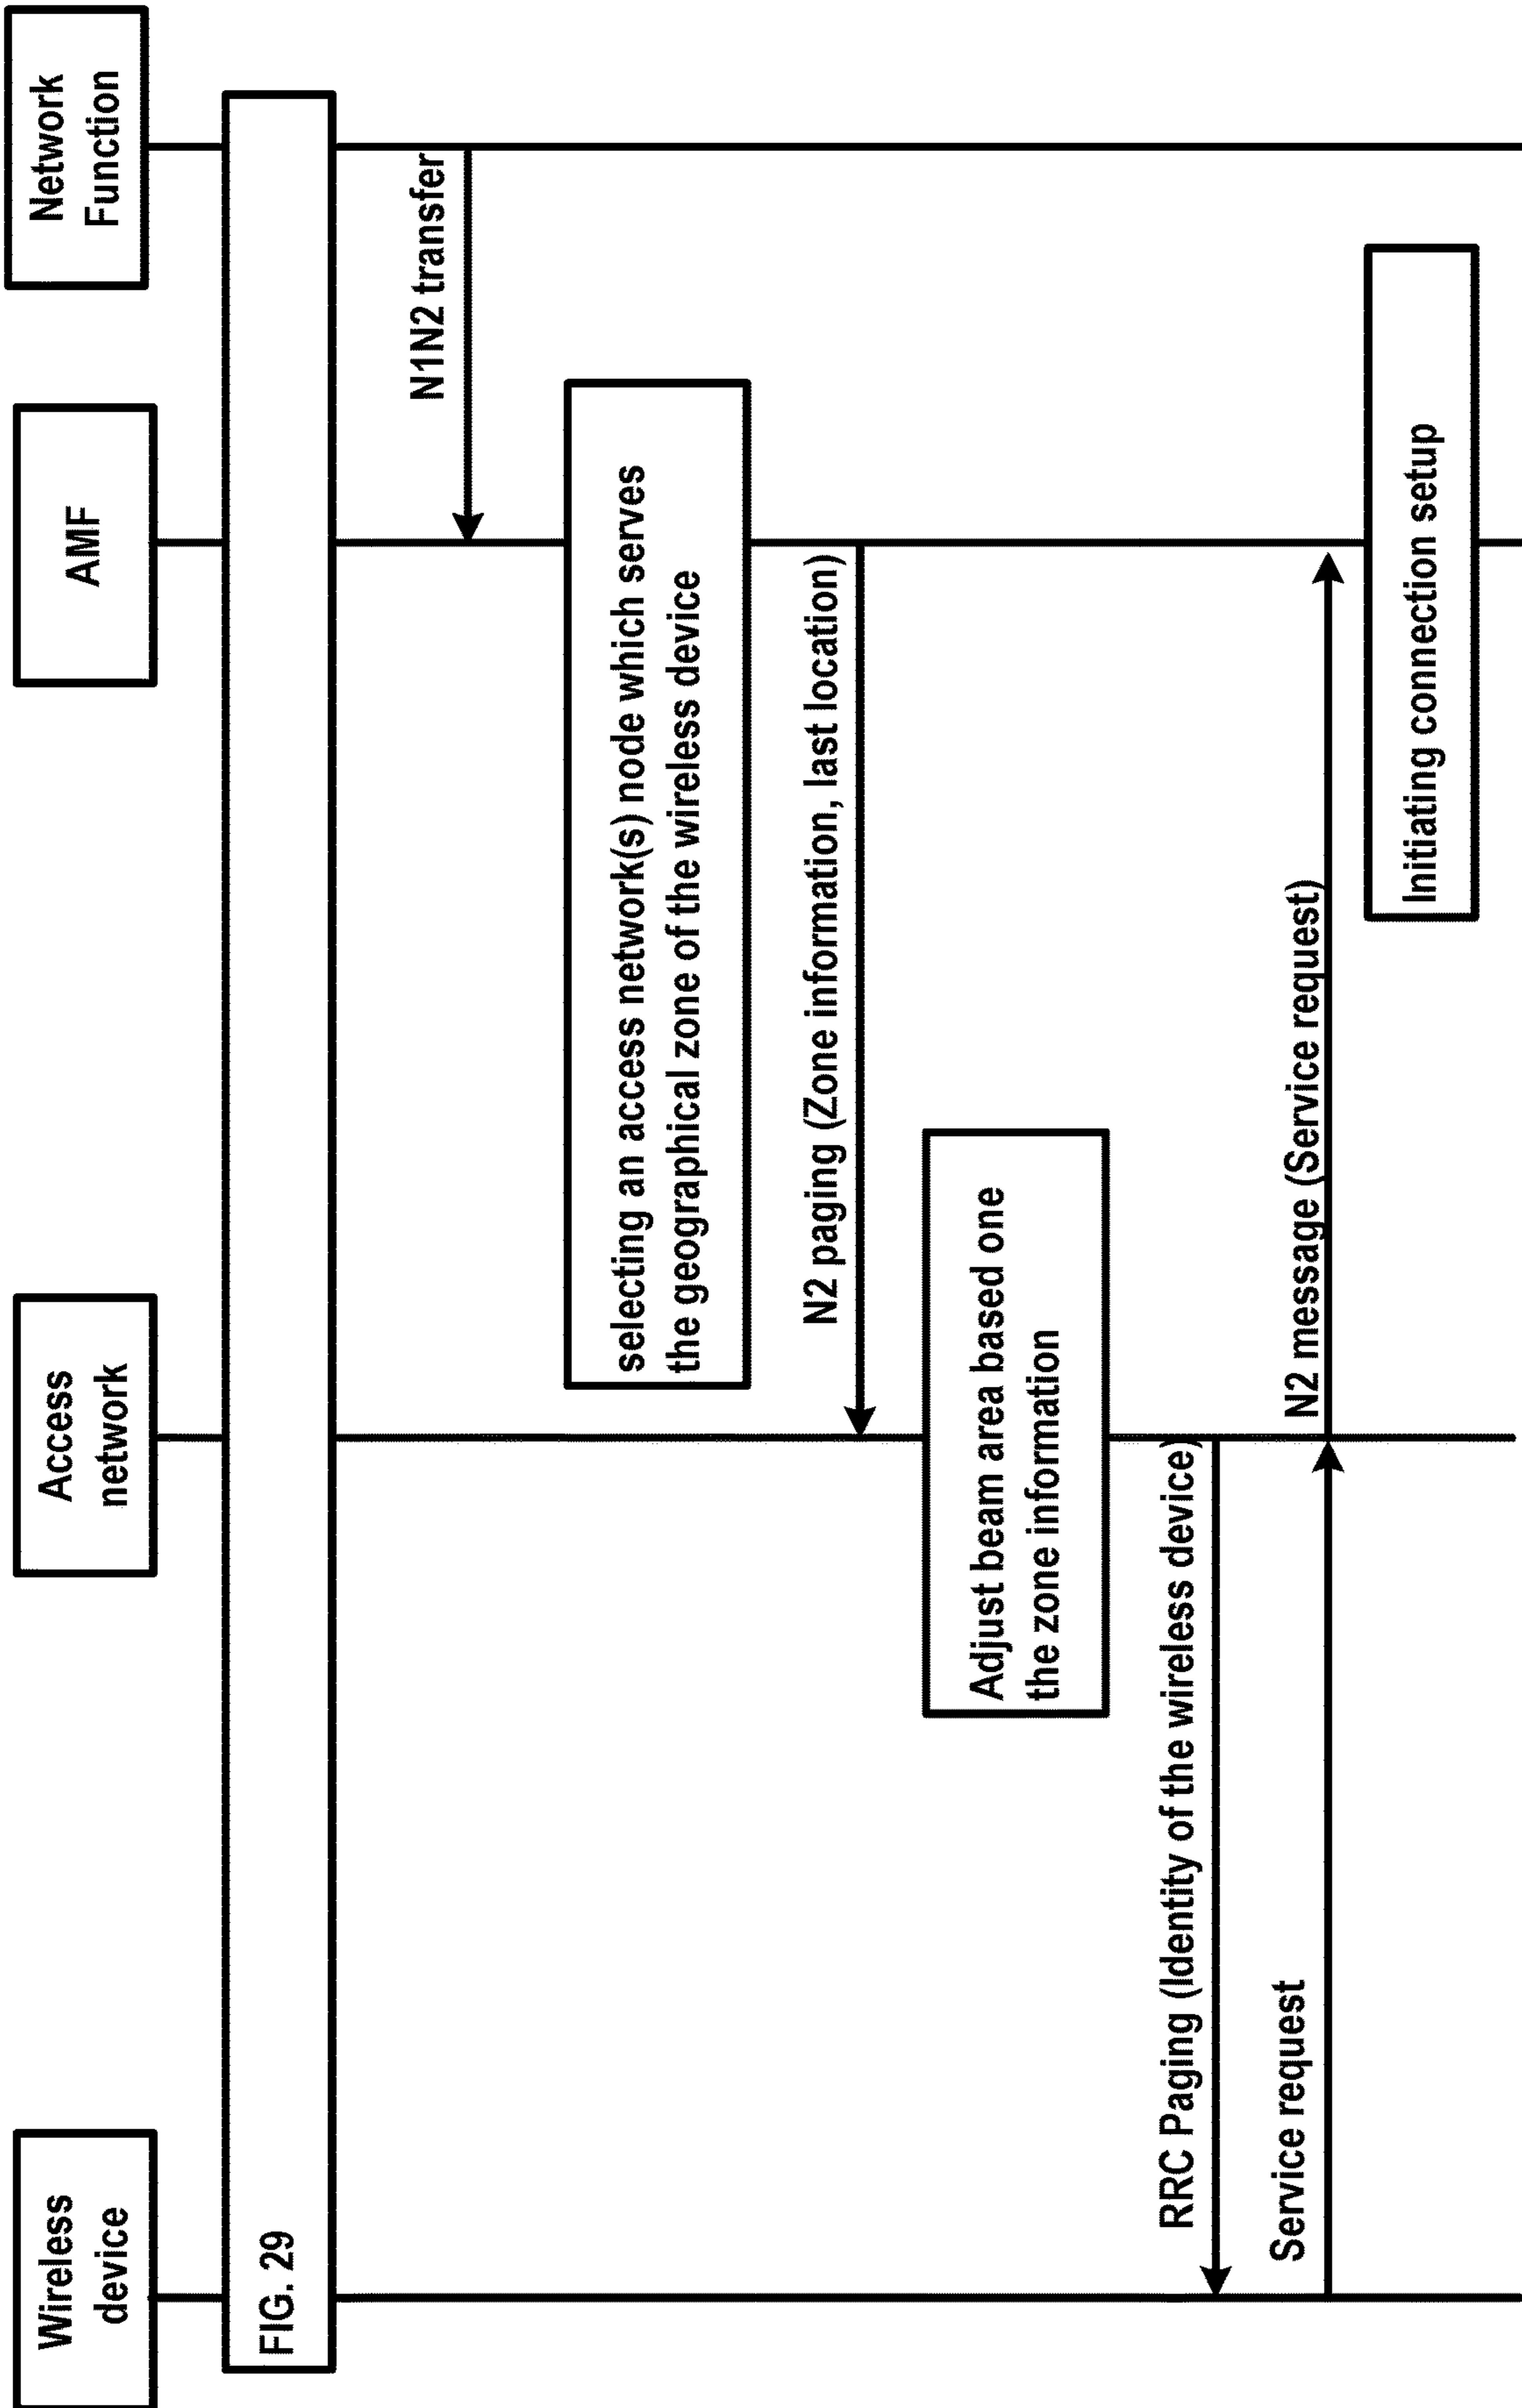 Wireless
device
Access
network
AMF
Network
Function
FIG. 29
N1N2 transfer
selecting an access network(s) node which serves
the geographical zone of the wireless device
N2 paging (Zone information, last location)
Adjust beam area based one
the zone information
RRC Paging (Identity of the wireless device)
Service request
N2 message (Service request)
Initiating connection setup